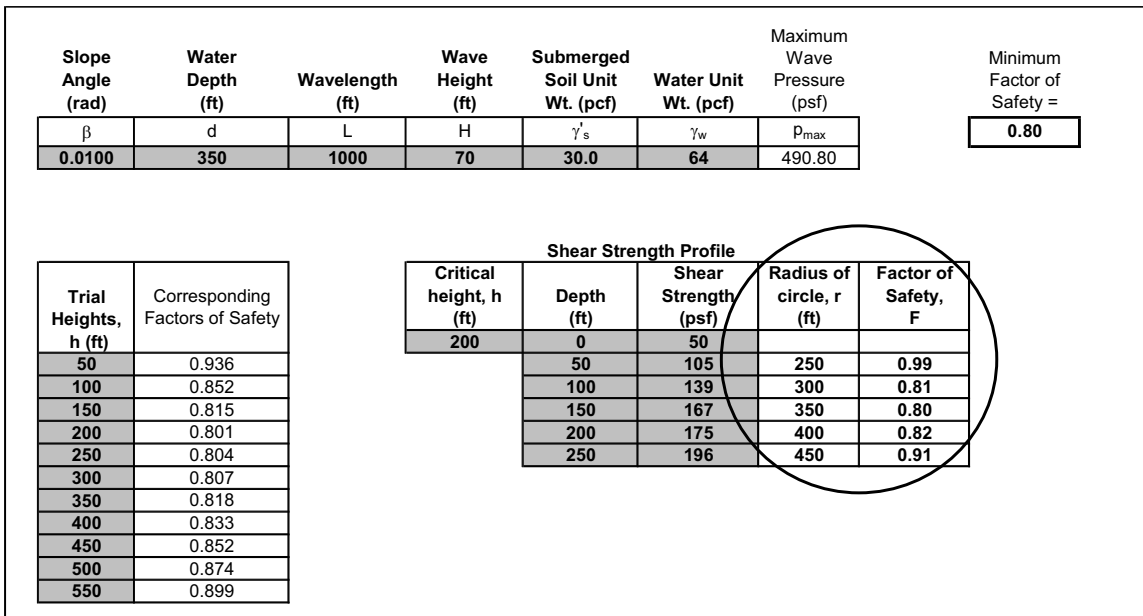 Slope Angle (rad) Water Depth (ft) Wavelength (ft) Wave Height (ft) Submerged Soil Unit Wt. (pcf) Water Unit Wt. (pcf) Maximum Wave Pressure (psf) Minimum Factor of Safety =
β d L H γ's γw pmax 0.80
0.0100 350 1000 70 30.0 64 490.80
Trial Heights, h (ft) Corresponding Factors of Safety
50 0.936
100 0.852
150 0.815
200 0.801
250 0.804
300 0.807
350 0.818
400 0.833
450 0.852
500 0.874
550 0.899
Shear Strength Profile
Critical height, h (ft) Depth (ft) Shear Strength (psf) Radius of circle, r (ft) Factor of Safety, F
200 0 50
50 105 250 0.99
100 139 300 0.81
150 167 350 0.80
200 175 400 0.82
250 196 450 0.91